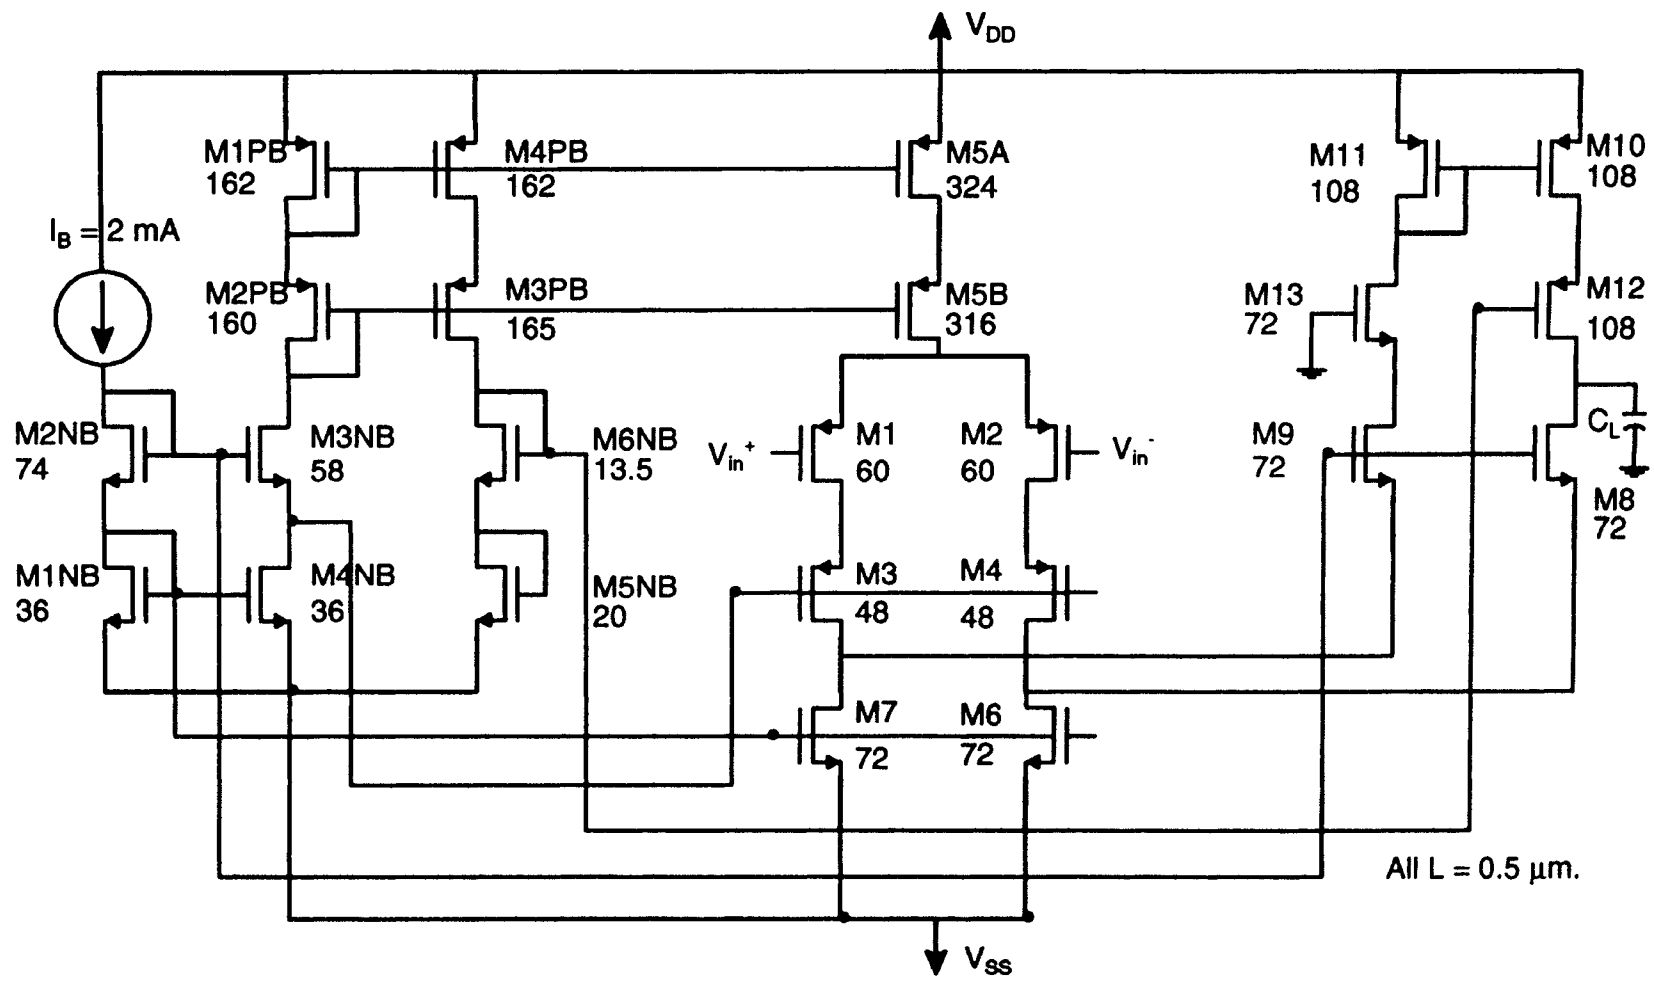 V_DD
M1PB
162
M4PB
162
M5A
324
M11
108
M10
108
I_B = 2 mA
M2PB
160
M3PB
165
M5B
316
M13
72
M12
108
M2NB
74
M3NB
58
M6NB
13.5
V_in^+
M1
60
M2
60
V_in^-
M9
72
C_L
M8
72
M1NB
36
M4NB
36
M5NB
20
M3
48
M4
48
M7
72
M6
72
All L = 0.5 μm.
V_SS